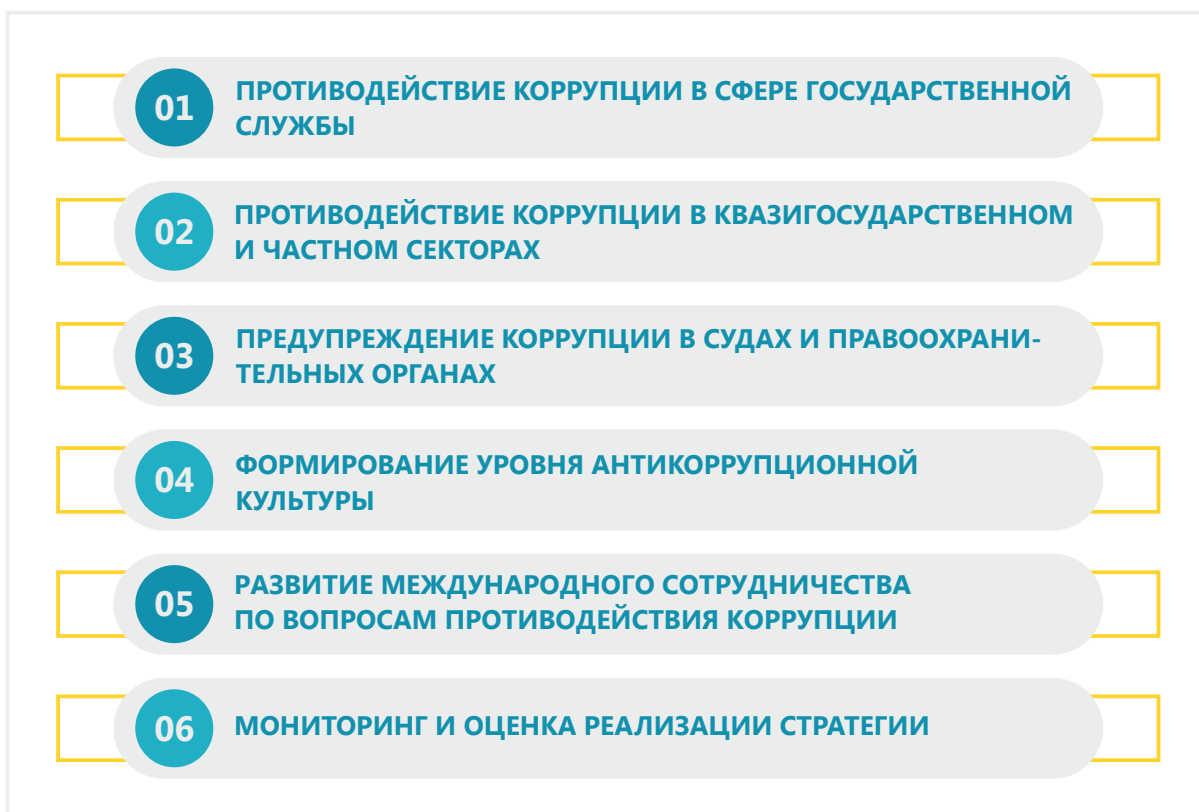 01
ПРОТИВОДЕЙСТВИЕ КОРРУПЦИИ В СФЕРЕ ГОСУДАРСТВЕННОЙ
СЛУЖБЫ
02
ПРОТИВОДЕЙСТВИЕ КОРРУПЦИИ В КВАЗИГОСУДАРСТВЕННОМ
И ЧАСТНОМ СЕКТОРАХ
03
ПРЕДУПРЕЖДЕНИЕ КОРРУПЦИИ В СУДАХ И ПРАВООХРАНИ-
ТЕЛЬНЫХ ОРГАНАХ
04
ФОРМИРОВАНИЕ УРОВНЯ АНТИКОРРУПЦИОННОЙ
КУЛЬТУРЫ
05
РАЗВИТИЕ МЕЖДУНАРОДНОГО СОТРУДНИЧЕСТВА
ПО ВОПРОСАМ ПРОТИВОДЕЙСТВИЯ КОРРУПЦИИ
06
МОНИТОРИНГ И ОЦЕНКА РЕАЛИЗАЦИИ СТРАТЕГИИ